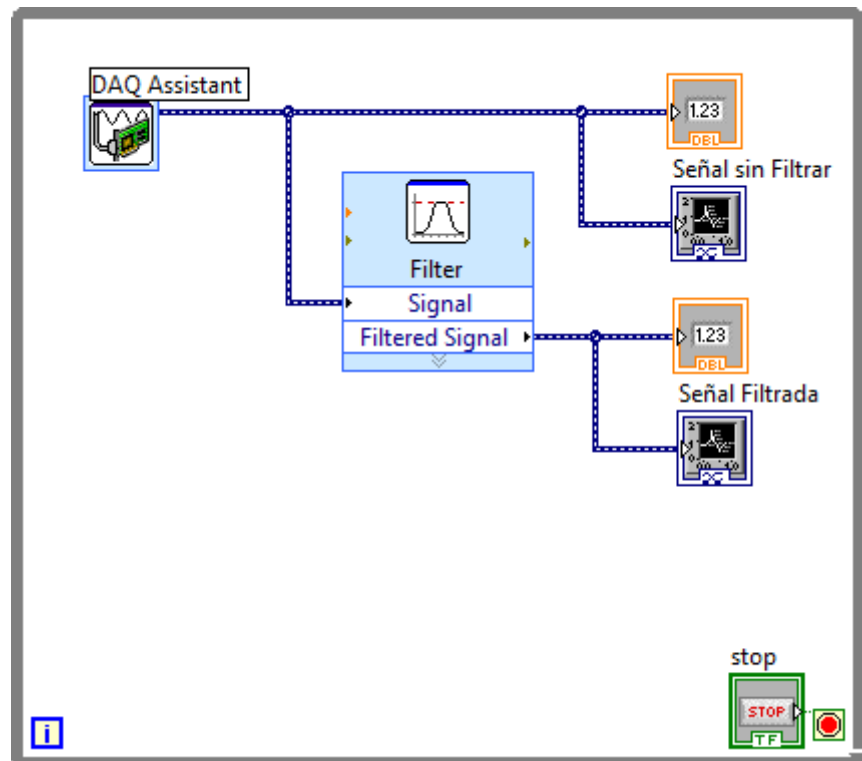 DAQ Assistant
1.23
DBL
Señal sin Filtrar
Filter
Signal
Filtered Signal
1.23
DBL
Señal Filtrada
stop
STOP
TF
i